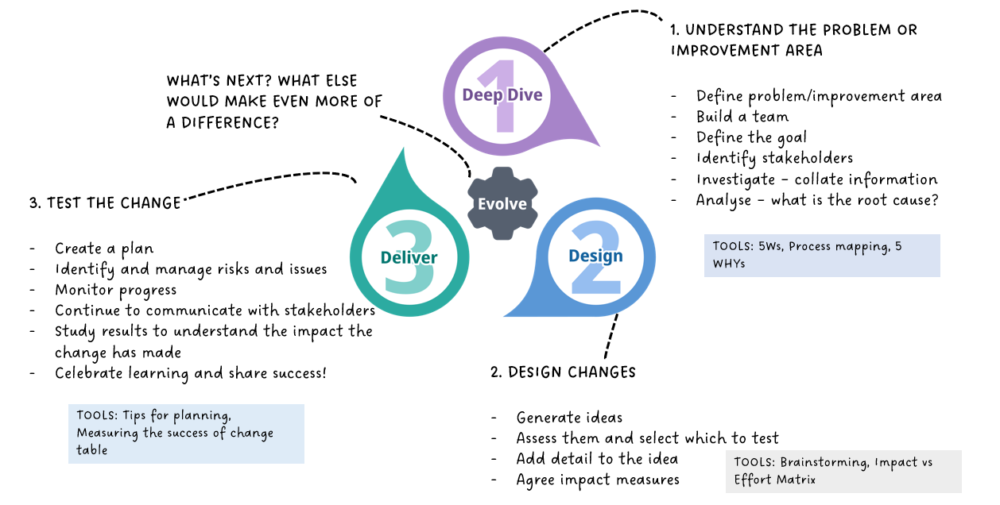 1. UNDERSTAND THE PROBLEM OR
IMPROVEMENT AREA
- Define problem/improvement area
- Build a team
- Define the goal
- Identify stakeholders
- Investigate – collate information
- Analyse – what is the root cause?
TOOLS: 5Ws, Process mapping, 5
WHYs
1
Deep Dive
WHAT'S NEXT? WHAT ELSE
WOULD MAKE EVEN MORE OF
A DIFFERENCE?
Evolve
2
Design
3
Deliver
2. DESIGN CHANGES
- Generate ideas
- Assess them and select which to test
- Add detail to the idea
- Agree impact measures
TOOLS: Brainstorming, Impact vs
Effort Matrix
3. TEST THE CHANGE
- Create a plan
- Identify and manage risks and issues
- Monitor progress
- Continue to communicate with stakeholders
- Study results to understand the impact the
change has made
- Celebrate learning and share success!
TOOLS: Tips for planning,
Measuring the success of change
table